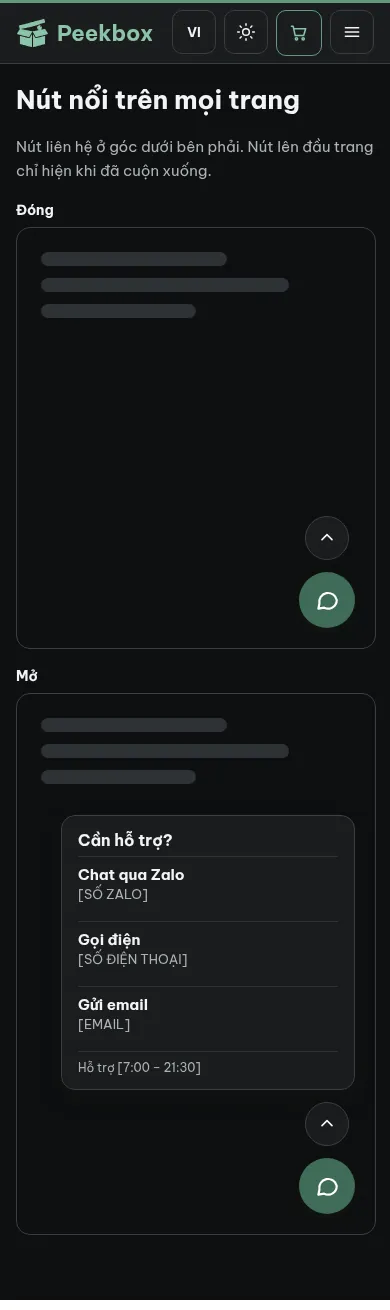 Peekbox
VI
Nút nổi trên mọi trang
Nút liên hệ ở góc dưới bên phải. Nút lên đầu trang
chỉ hiện khi đã cuộn xuống.
Đóng
Mở
Cần hỗ trợ?
Chat qua Zalo
[SỐ ZALO]
Gọi điện
[SỐ ĐIỆN THOẠI]
Gửi email
[EMAIL]
Hỗ trợ [7:00 – 21:30]